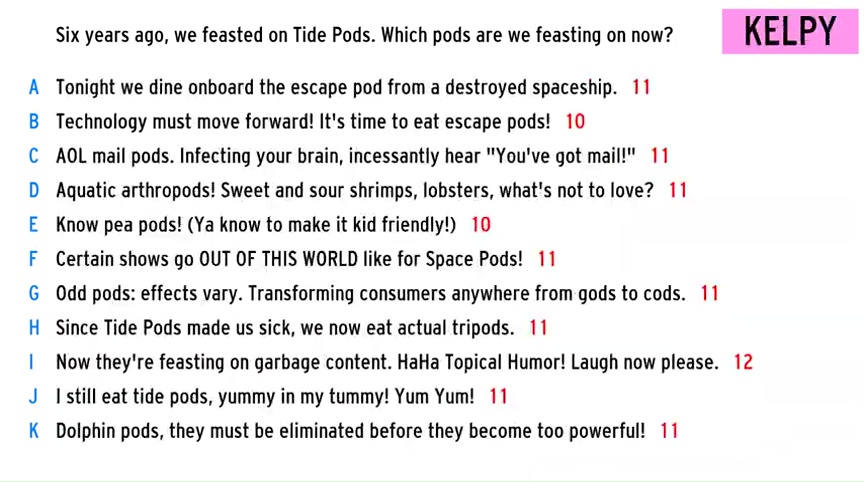 Six years ago, we feasted on Tide Pods. Which pods are we feasting on now?
KELPY
A Tonight we dine onboard the escape pod from a destroyed spaceship. 11
B Technology must move forward! It's time to eat escape pods! 10
C AOL mail pods. Infecting your brain, incessantly hear "You've got mail!" 11
D Aquatic arthropods! Sweet and sour shrimps, lobsters, what's not to love? 11
E Know pea pods! (Ya know to make it kid friendly!) 10
F Certain shows go OUT OF THIS WORLD like for Space Pods! 11
G Odd pods: effects vary. Transforming consumers anywhere from gods to cods. 11
H Since Tide Pods made us sick, we now eat actual tripods. 11
I Now they're feasting on garbage content. HaHa Topical Humor! Laugh now please. 12
J I still eat tide pods, yummy in my tummy! Yum Yum! 11
K Dolphin pods, they must be eliminated before they become too powerful! 11